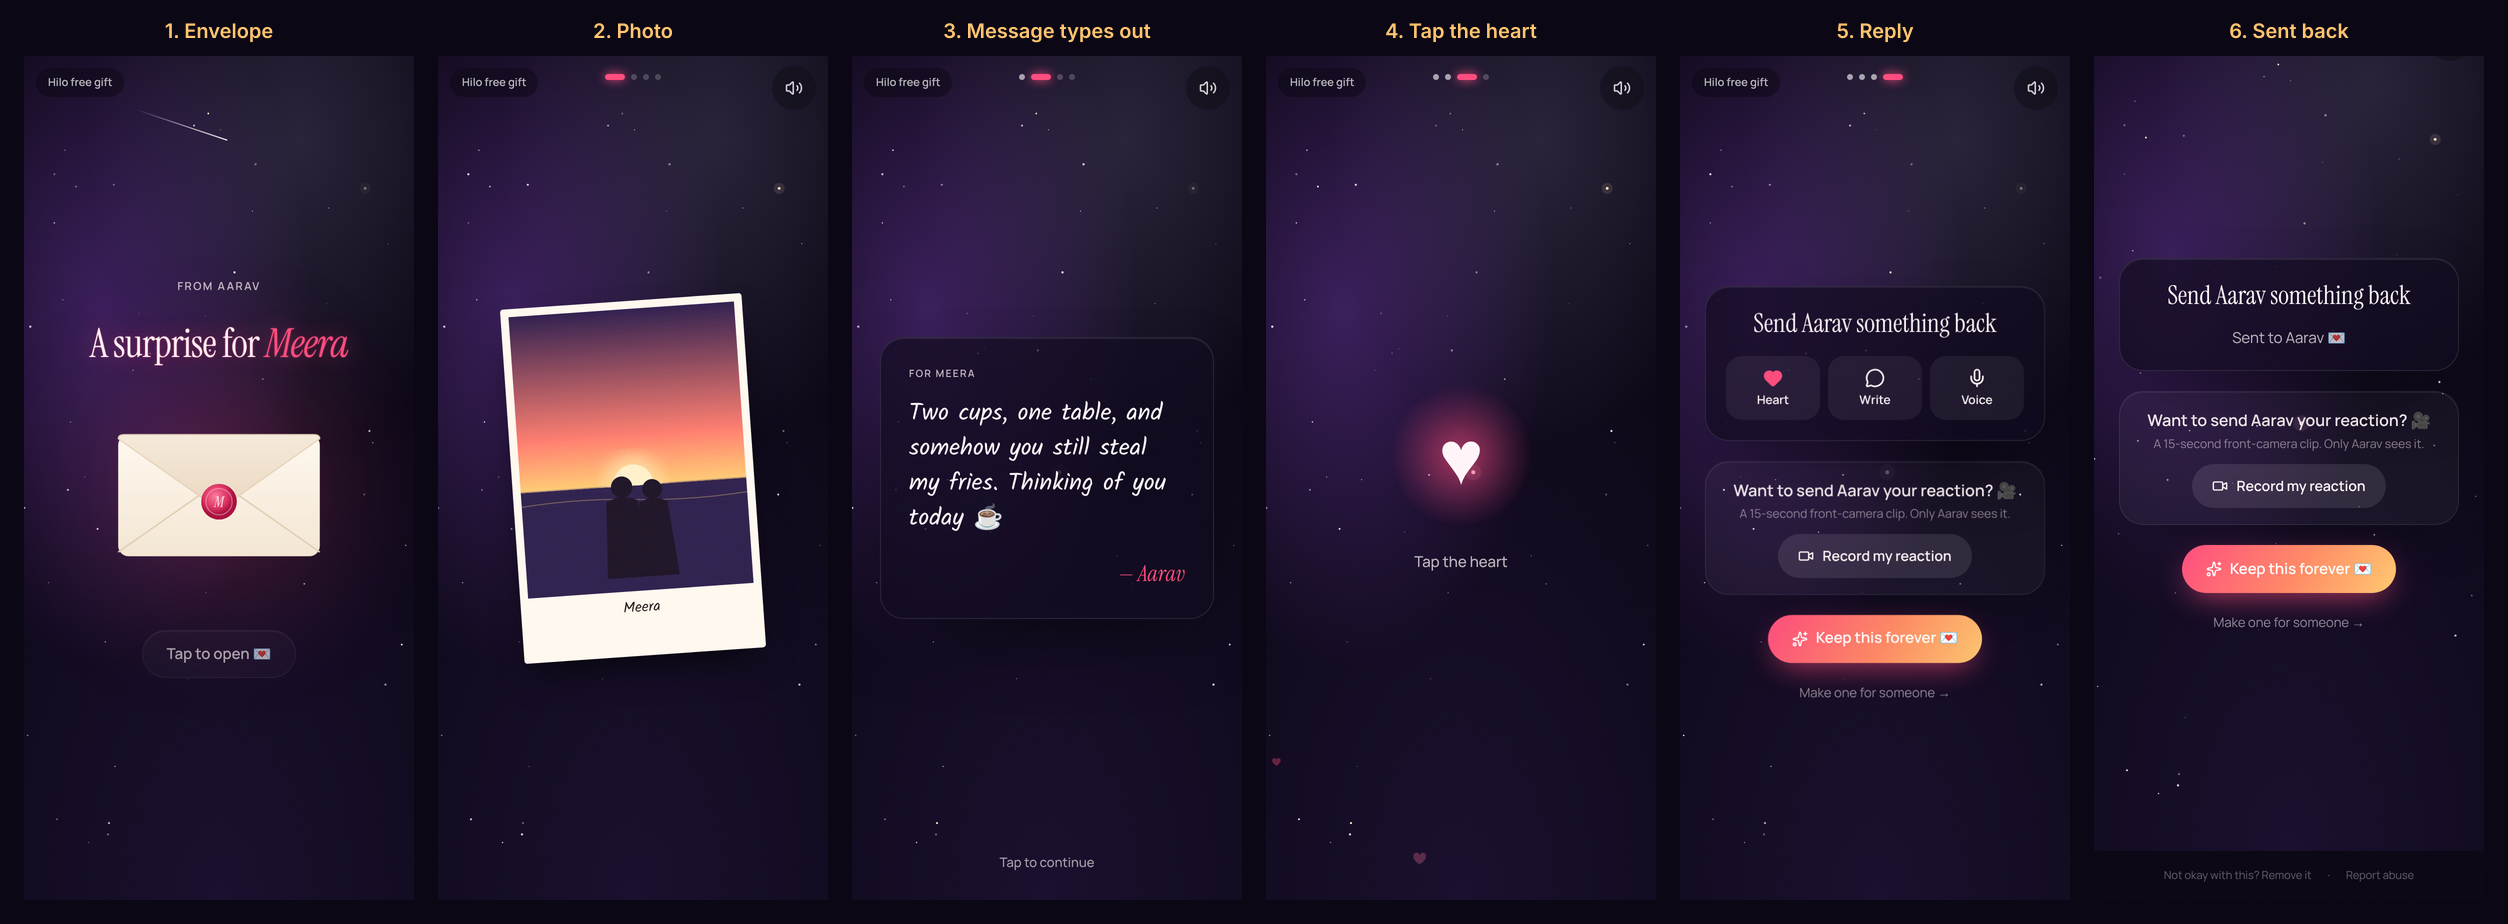 1. Envelope
Hilo free gift
FROM AARAV
A surprise for Meera
M
Tap to open 💌
2. Photo
Hilo free gift
Meera
3. Message types out
Hilo free gift
FOR MEERA
Two cups, one table, and
somehow you still steal
my fries. Thinking of you
today ☕
– Aarav
Tap to continue
4. Tap the heart
Hilo free gift
Tap the heart
5. Reply
Hilo free gift
Send Aarav something back
Heart Write Voice
Want to send Aarav your reaction? 🎥
A 15-second front-camera clip. Only Aarav sees it.
Record my reaction
Keep this forever 💌
Make one for someone →
6. Sent back
Send Aarav something back
Sent to Aarav 💌
Want to send Aarav your reaction? 🎥
A 15-second front-camera clip. Only Aarav sees it.
Record my reaction
Keep this forever 💌
Make one for someone →
Not okay with this? Remove it · Report abuse